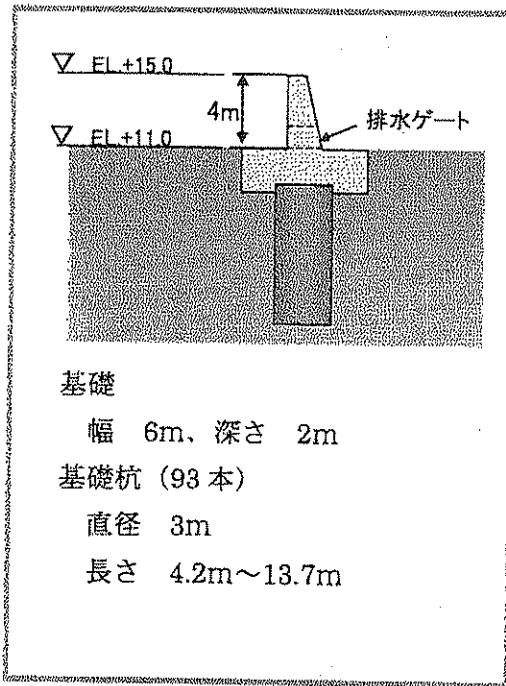 ▽ EL.+15.0
4m
排水ゲート
▽ EL.+11.0
基礎
幅 6m、深さ 2m
基礎杭（93 本）
直径 3m
長さ 4.2m～13.7m